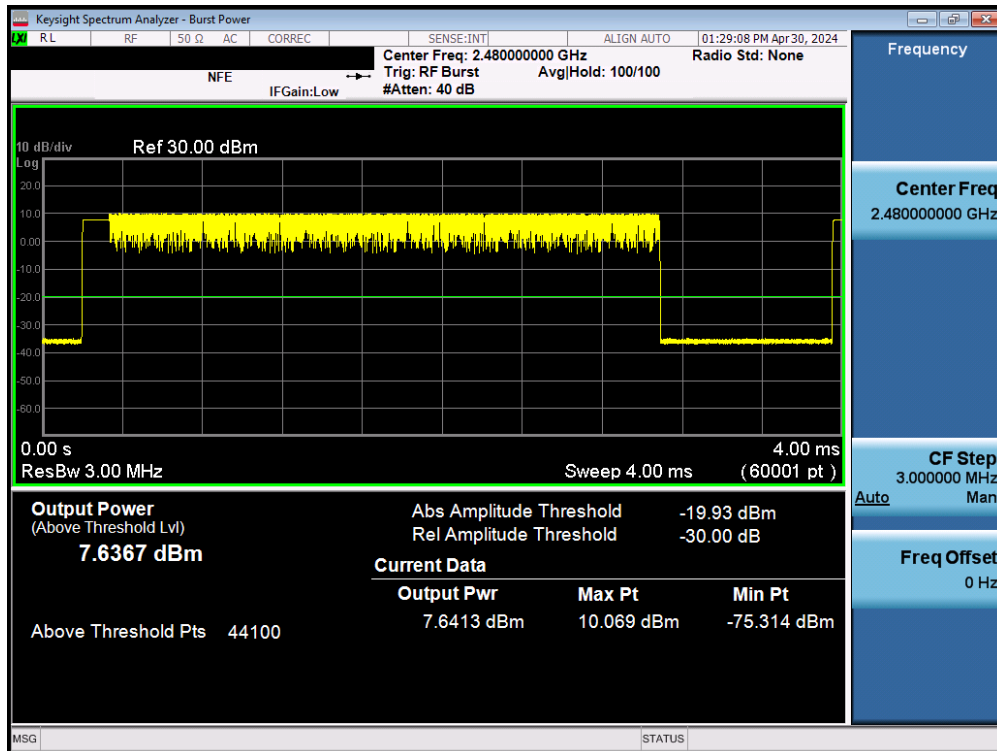 Keysight Spectrum Analyzer - Burst Power
LXI RL RF 50 Ω AC CORREC SENSE:INT ALIGN AUTO 01:29:08 PM Apr 30, 2024
Center Freq: 2.480000000 GHz Radio Std: None
NFE Trig: RF Burst Avg|Hold: 100/100
IFGain:Low #Atten: 40 dB
10 dB/div Ref 30.00 dBm
Log
20.0
10.0
0.00
-10.0
-20.0
-30.0
-40.0
-50.0
-60.0
0.00 s 4.00 ms
ResBw 3.00 MHz Sweep 4.00 ms (60001 pt)
Output Power
(Above Threshold Lvl)
7.6367 dBm
Above Threshold Pts 44100
Abs Amplitude Threshold -19.93 dBm
Rel Amplitude Threshold -30.00 dB
Current Data
Output Pwr Max Pt Min Pt
7.6413 dBm 10.069 dBm -75.314 dBm
MSG STATUS
Frequency
Center Freq
2.480000000 GHz
CF Step
3.000000 MHz
Auto Man
Freq Offset
0 Hz